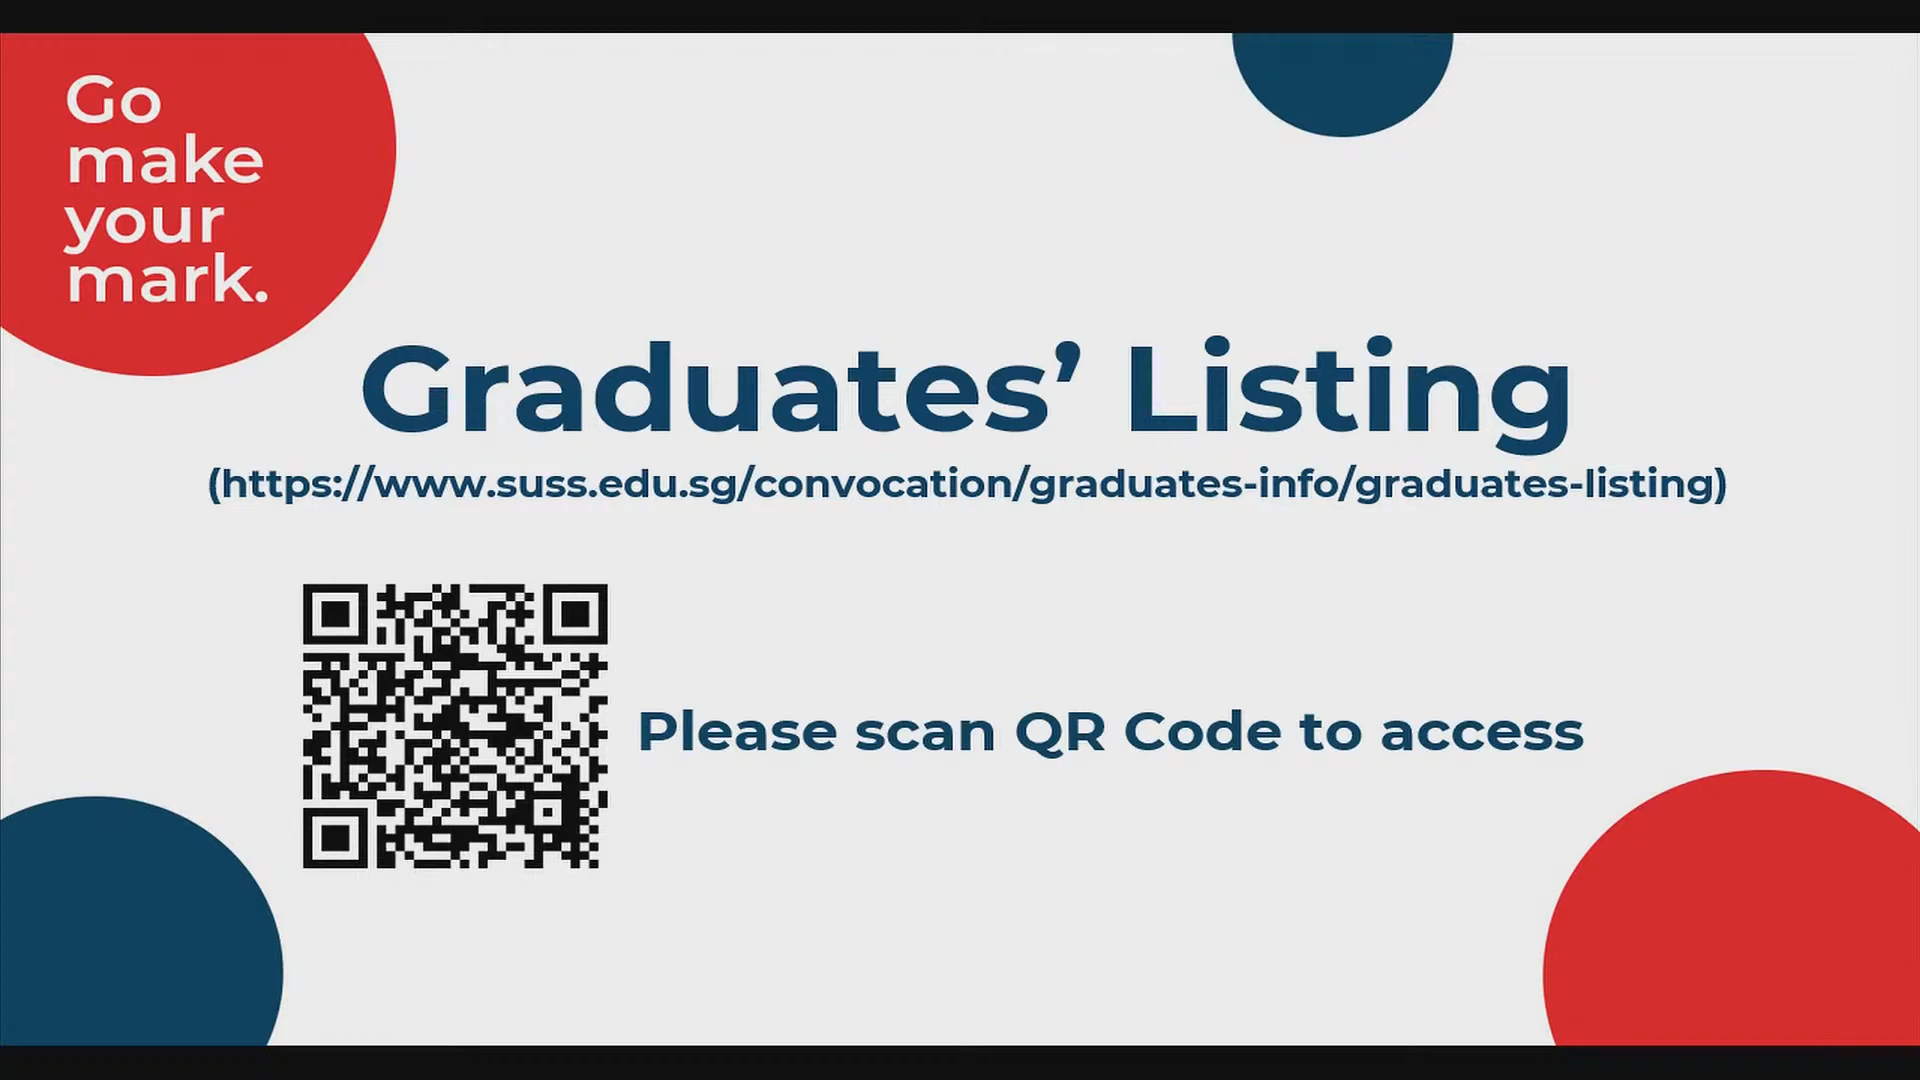 Go
make
your
mark.
Graduates’ Listing
(https://www.suss.edu.sg/convocation/graduates-info/graduates-listing)
Please scan QR Code to access